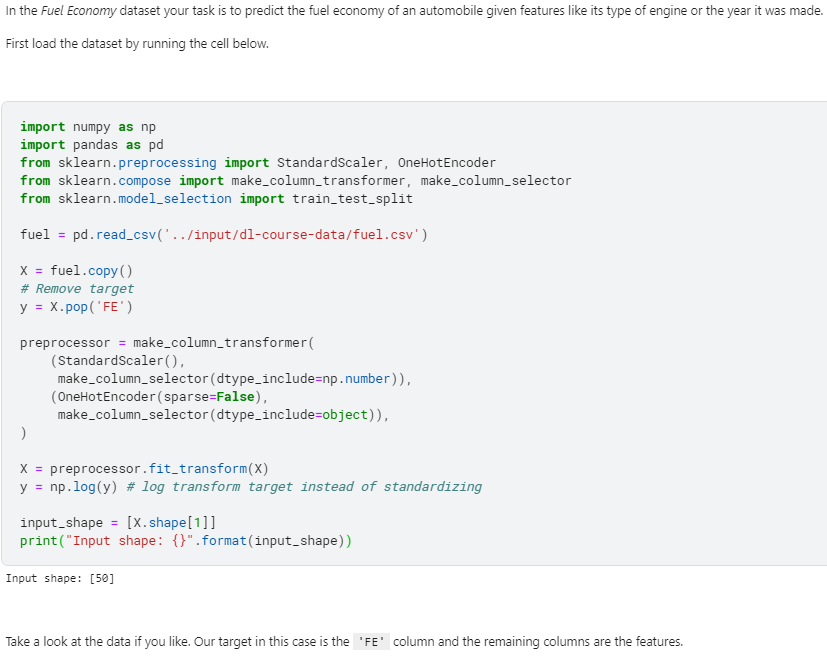 In the Fuel Economy dataset your task is to predict the fuel economy of an automobile given features like its type of engine or the year it was made.
First load the dataset by running the cell below.
import numpy as np
import pandas as pd
from sklearn.preprocessing import StandardScaler, OneHotEncoder
from sklearn.compose import make_column_transformer, make_column_selector
from sklearn.model_selection import train_test_split
fuel = pd.read_csv('../input/dl-course-data/fuel.csv')
X = fuel.copy()
# Remove target
y = X.pop('FE')
preprocessor = make_column_transformer(
    (StandardScaler(),
     make_column_selector(dtype_include=np.number)),
    (OneHotEncoder(sparse=False),
     make_column_selector(dtype_include=object)),
)
X = preprocessor.fit_transform(X)
y = np.log(y) # log transform target instead of standardizing
input_shape = [X.shape[1]]
print("Input shape: {}".format(input_shape))
Input shape: [50]
Take a look at the data if you like. Our target in this case is the 'FE' column and the remaining columns are the features.